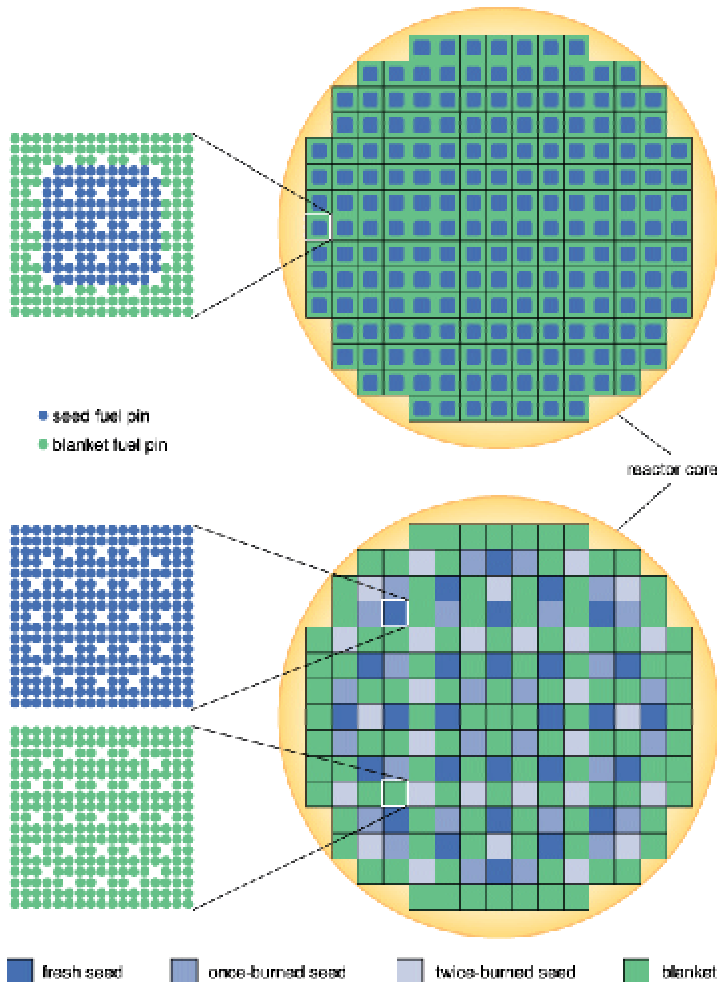 seed fuel pin
blanket fuel pin
reactor core
fresh seed
once-burned seed
twice-burned seed
blanket